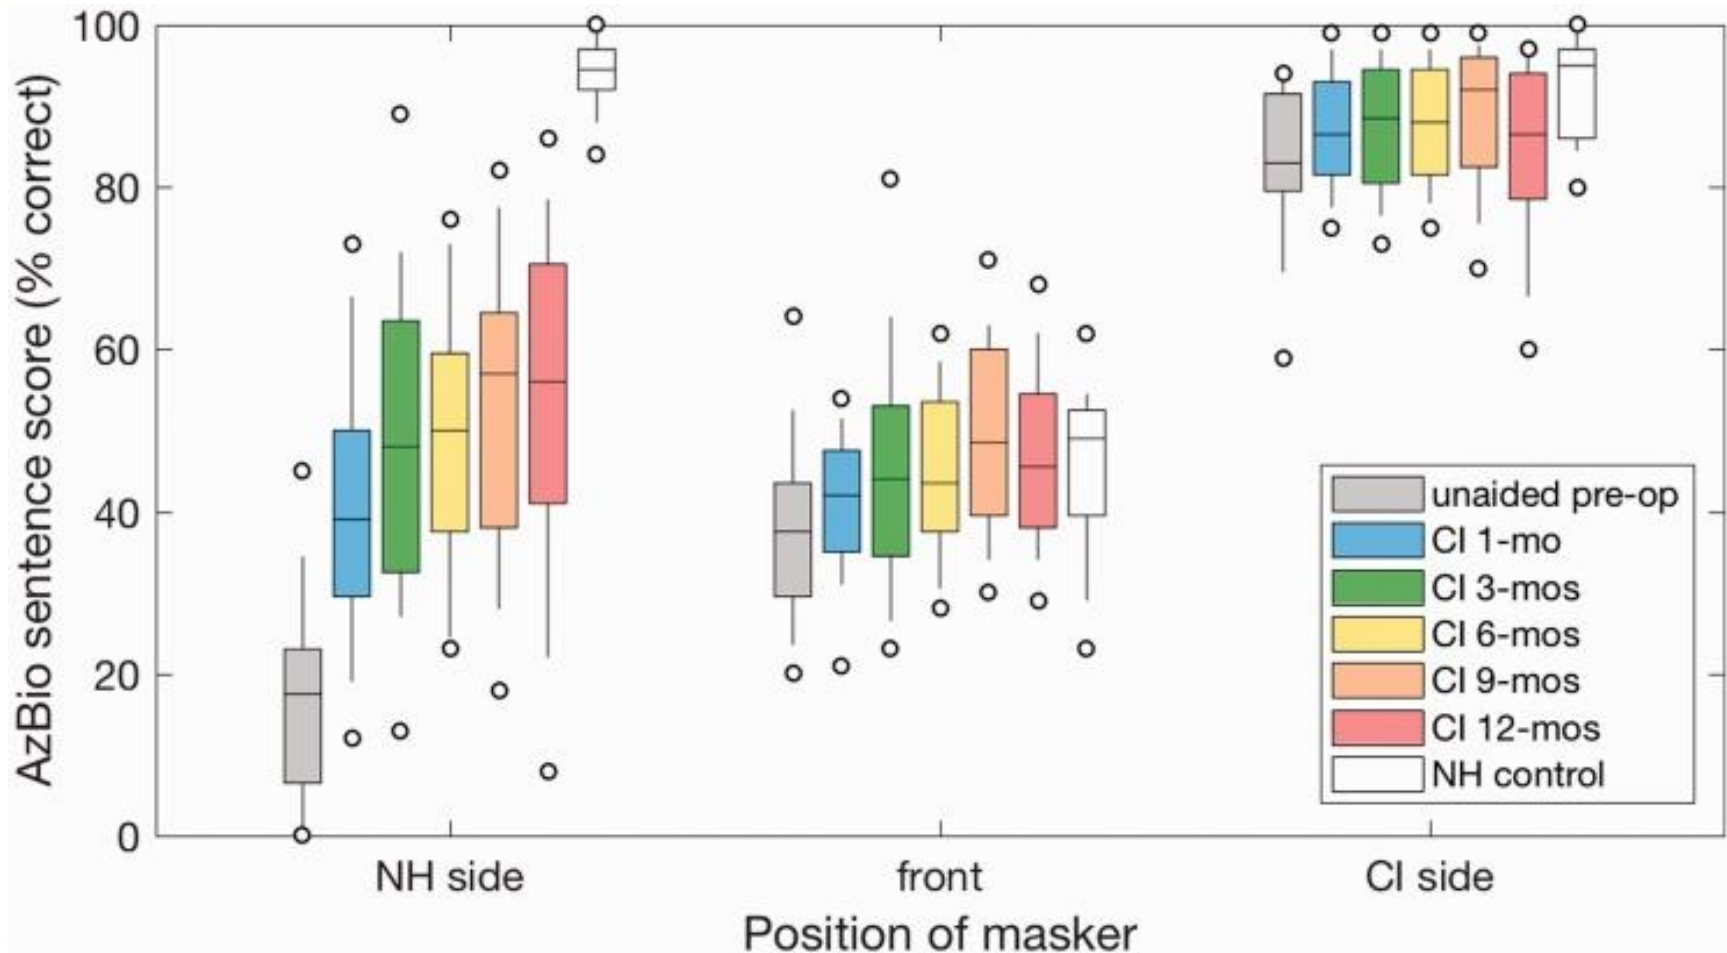 AzBio sentence score (% correct)
100
80
60
40
20
0
NH side
front
CI side
Position of masker
unaided pre-op
CI 1-mo
CI 3-mos
CI 6-mos
CI 9-mos
CI 12-mos
NH control